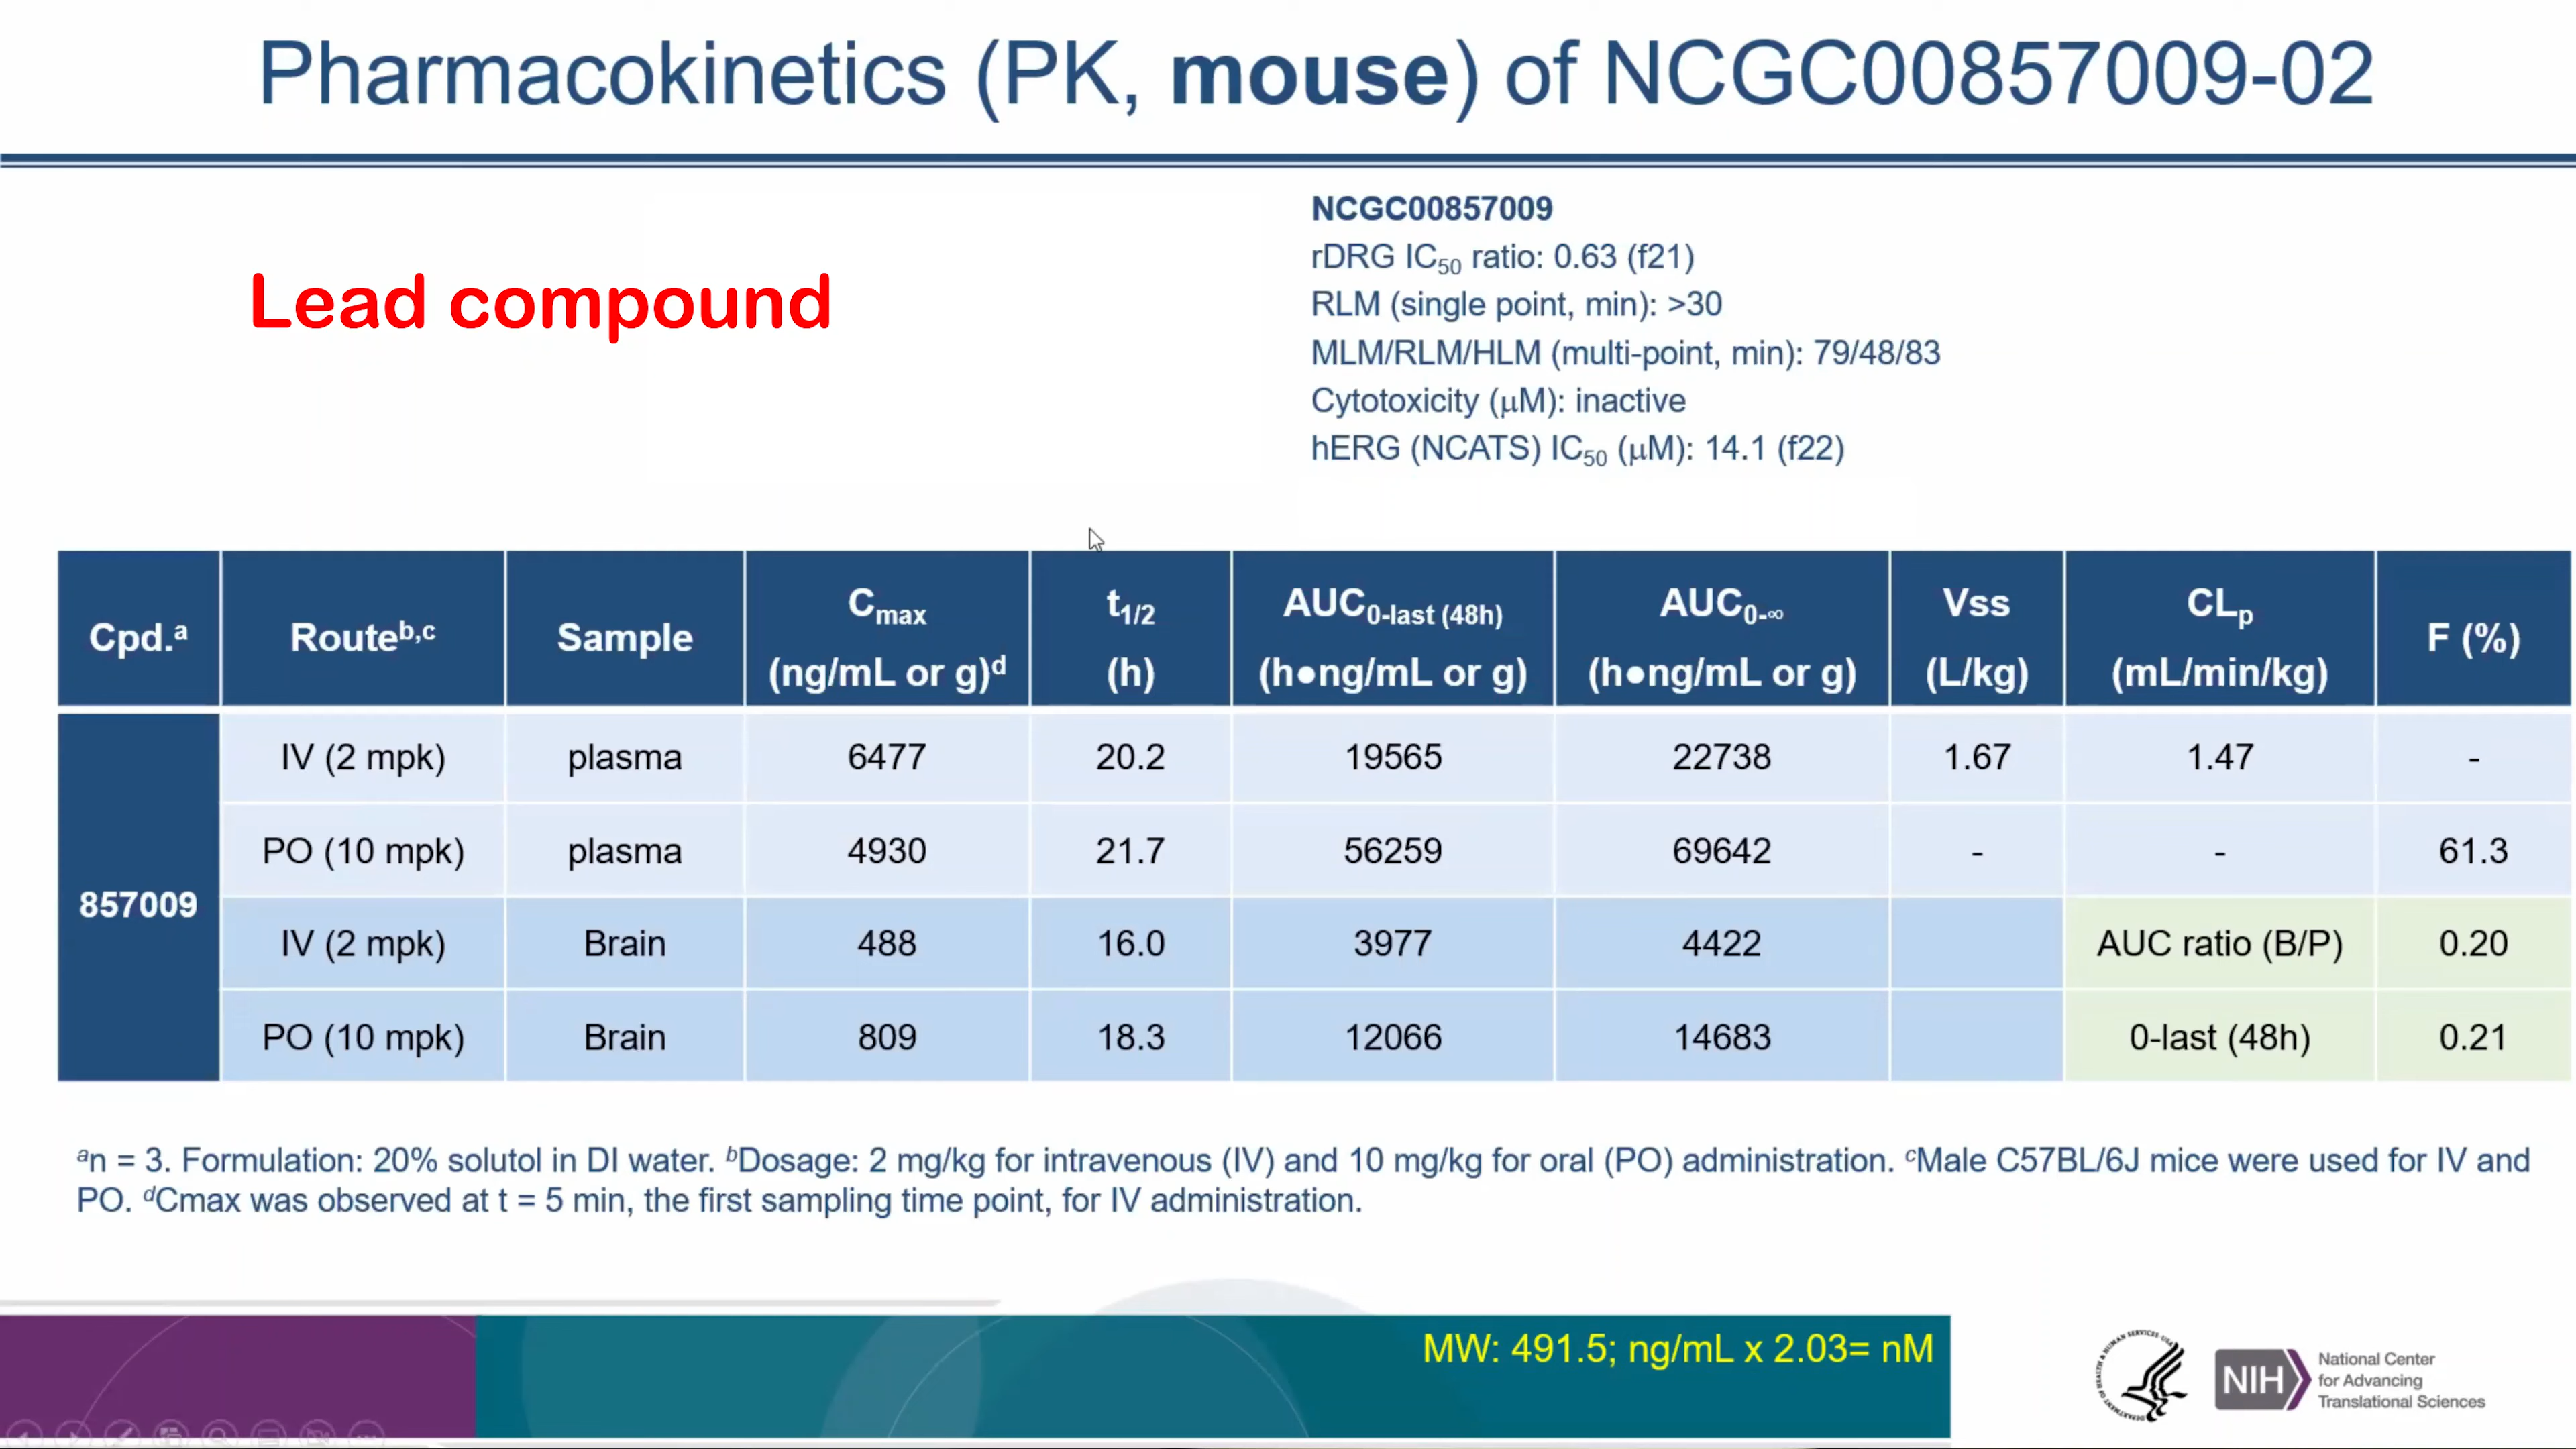 Pharmacokinetics (PK, mouse) of NCGC00857009-02
Lead compound
NCGC00857009
rDRG IC50 ratio: 0.63 (f21)
RLM (single point, min): >30
MLM/RLM/HLM (multi-point, min): 79/48/83
Cytotoxicity (μM): inactive
hERG (NCATS) IC50 (μM): 14.1 (f22)
Cpd.a Routeb,c Sample Cmax (ng/mL or g)d t1/2 (h) AUC0-last (48h) (h●ng/mL or g) AUC0-∞ (h●ng/mL or g) Vss (L/kg) CLp (mL/min/kg) F (%)
857009
IV (2 mpk) plasma 6477 20.2 19565 22738 1.67 1.47 -
PO (10 mpk) plasma 4930 21.7 56259 69642 - - 61.3
IV (2 mpk) Brain 488 16.0 3977 4422 AUC ratio (B/P) 0.20
PO (10 mpk) Brain 809 18.3 12066 14683 0-last (48h) 0.21
an = 3. Formulation: 20% solutol in DI water. bDosage: 2 mg/kg for intravenous (IV) and 10 mg/kg for oral (PO) administration. cMale C57BL/6J mice were used for IV and
PO. dCmax was observed at t = 5 min, the first sampling time point, for IV administration.
MW: 491.5; ng/mL x 2.03= nM
NIH
National Center
for Advancing
Translational Sciences